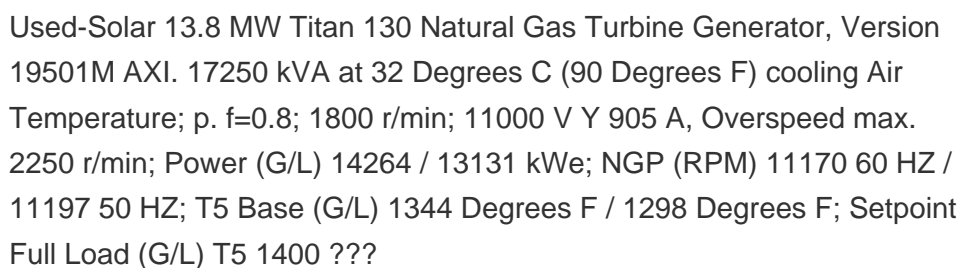 Used-Solar 13.8 MW Titan 130 Natural Gas Turbine Generator, Version
19501M AXI. 17250 kVA at 32 Degrees C (90 Degrees F) cooling Air
Temperature; p. f=0.8; 1800 r/min; 11000 V Y 905 A, Overspeed max.
2250 r/min; Power (G/L) 14264 / 13131 kWe; NGP (RPM) 11170 60 HZ /
11197 50 HZ; T5 Base (G/L) 1344 Degrees F / 1298 Degrees F; Setpoint
Full Load (G/L) T5 1400 ???